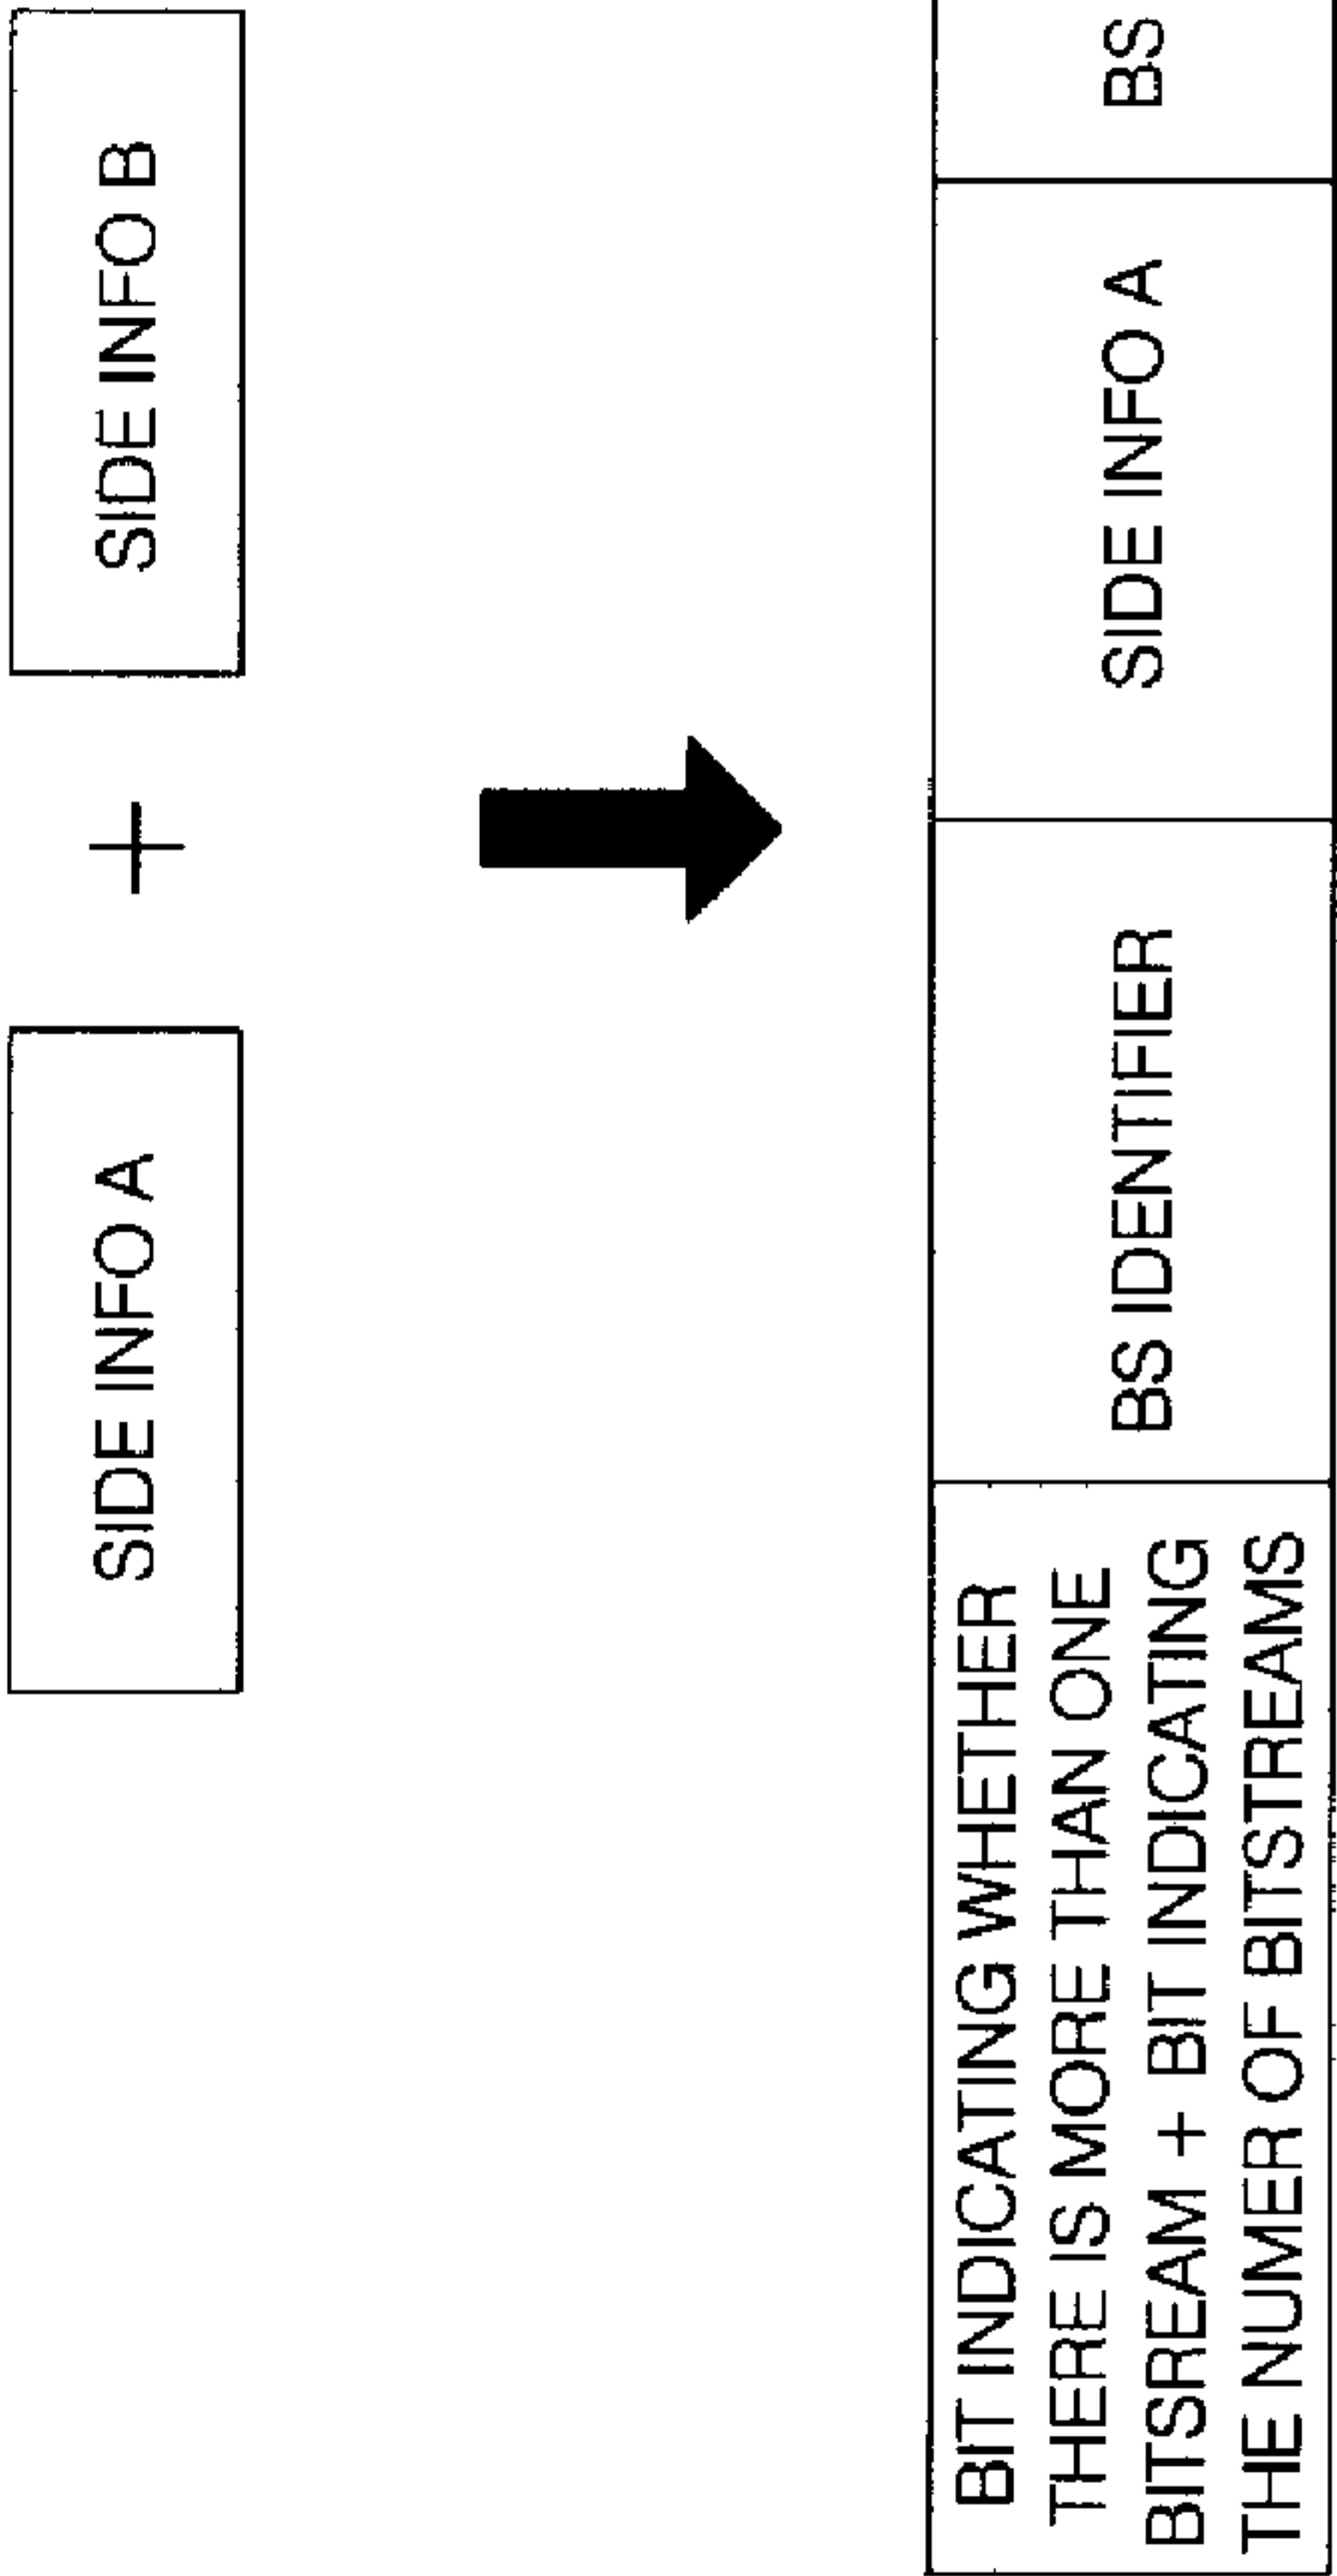 SIDE INFO A
+
SIDE INFO B
BIT INDICATING WHETHER
THERE IS MORE THAN ONE
BITSREAM + BIT INDICATING
THE NUMER OF BITSTREAMS
BS IDENTIFIER
SIDE INFO A
BS